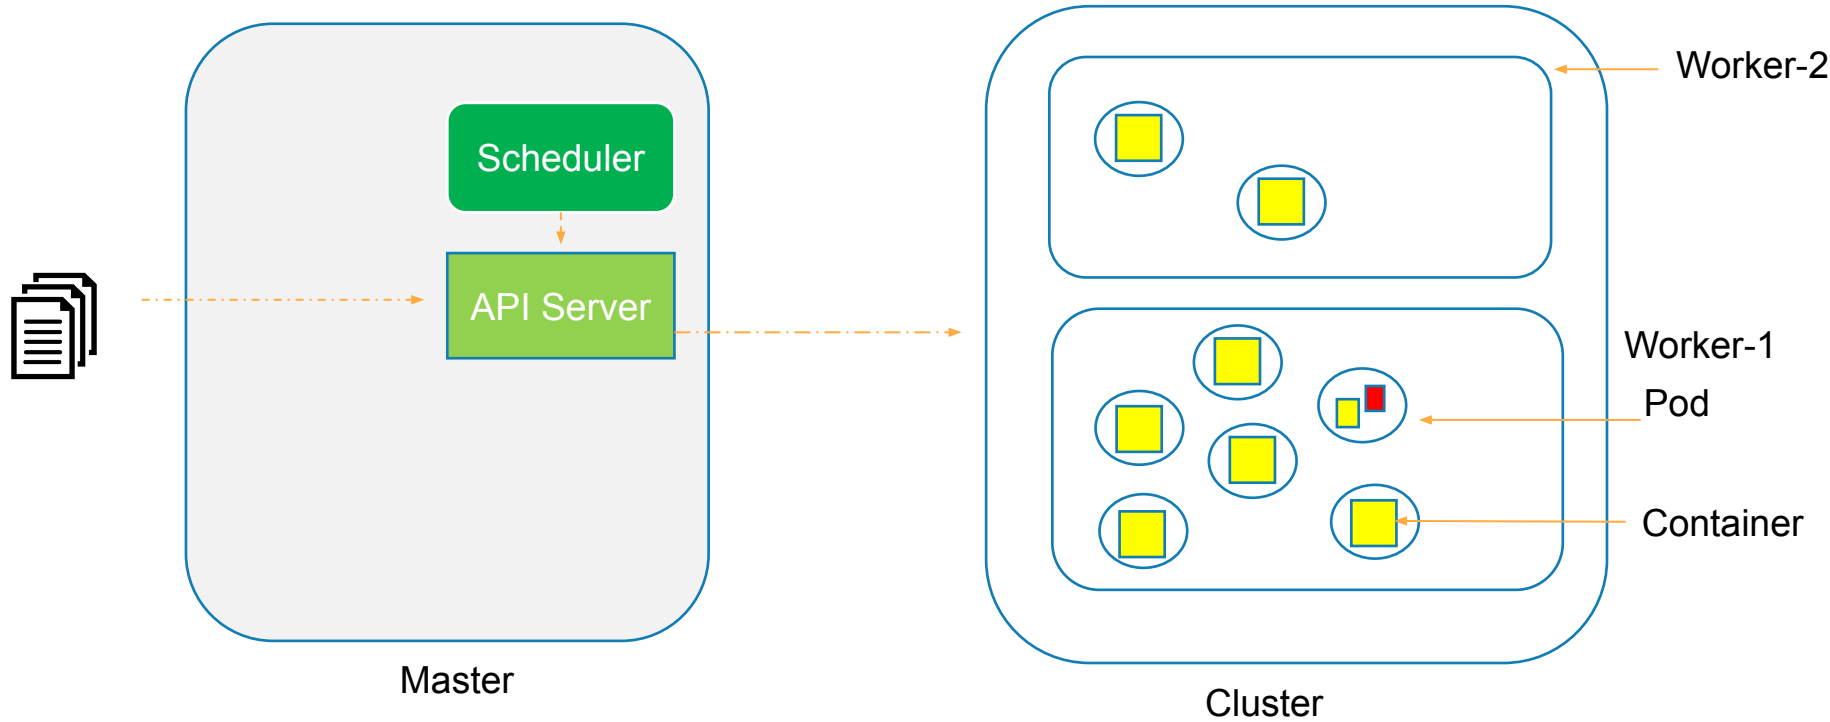 Scheduler
API Server
Master
Worker-2
Worker-1
Pod
Container
Cluster